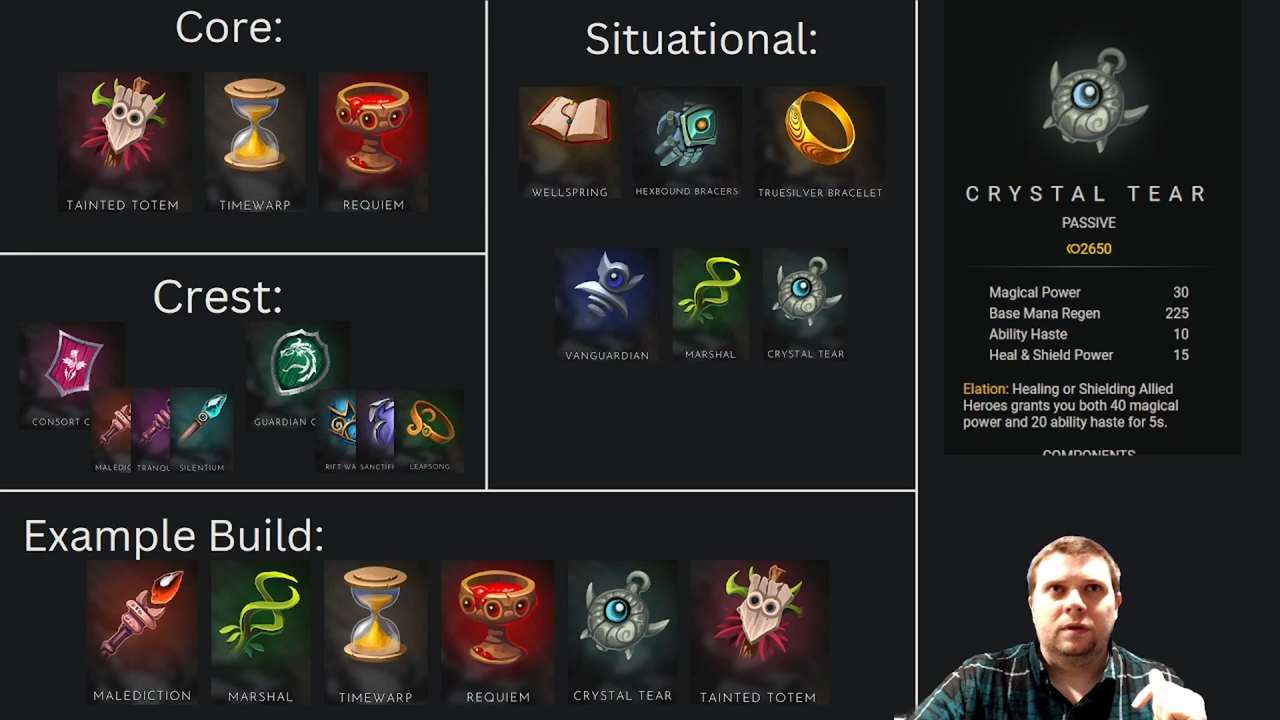 Core:
TAINTED TOTEM
TIMEWARP
REQUIEM
Situational:
WELLSPRING
HEXBOUND BRACERS
TRUESILVER BRACELET
VANGUARDIAN
MARSHAL
CRYSTAL TEAR
Crest:
CONSORT C
MALEDIC
TRANQU
SILENTIUM
GUARDIAN C
RIFT WA
SANCTIFI
LEAFSONG
Example Build:
MALEDICTION
MARSHAL
TIMEWARP
REQUIEM
CRYSTAL TEAR
TAINTED TOTEM
CRYSTAL TEAR
PASSIVE
2650
Magical Power 30
Base Mana Regen 225
Ability Haste 10
Heal & Shield Power 15
Elation: Healing or Shielding Allied
Heroes grants you both 40 magical
power and 20 ability haste for 5s.
COMPONENTS